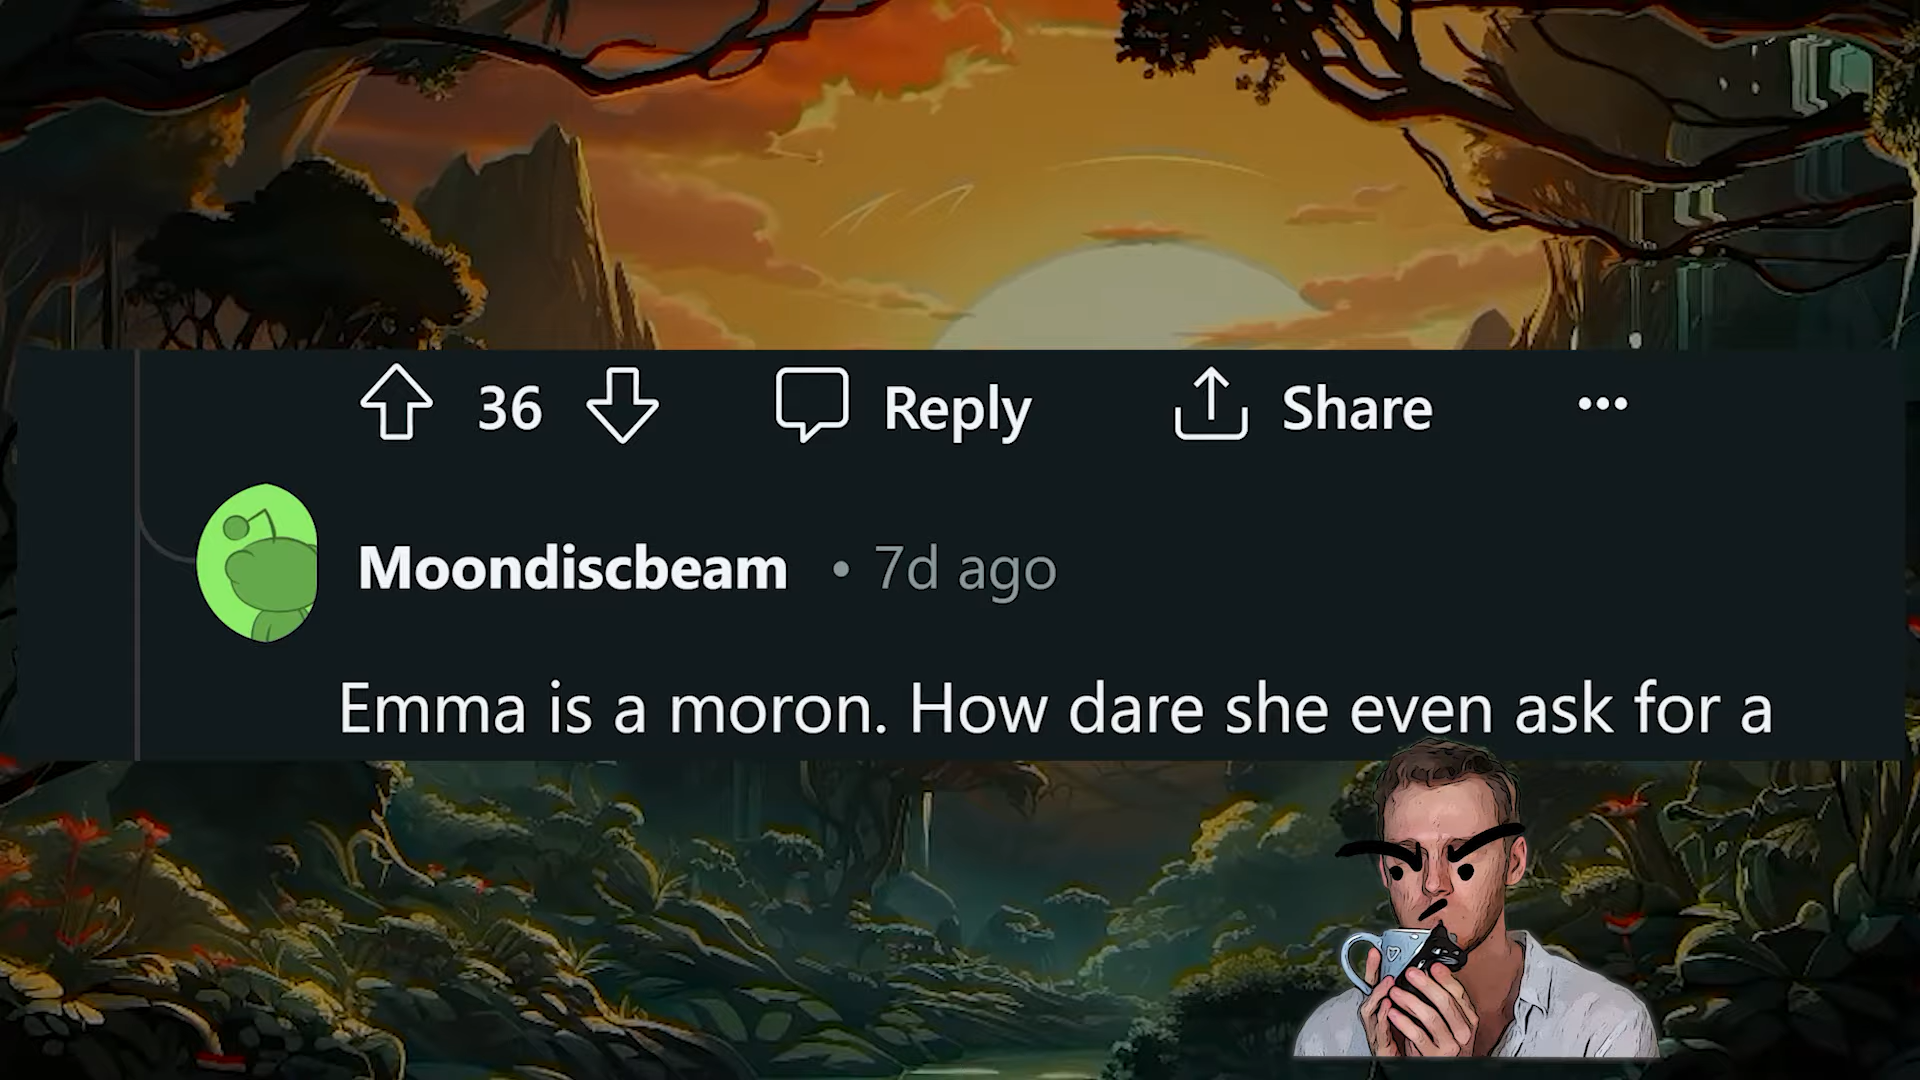 36 Reply Share ...
Moondiscbeam • 7d ago
Emma is a moron. How dare she even ask for a